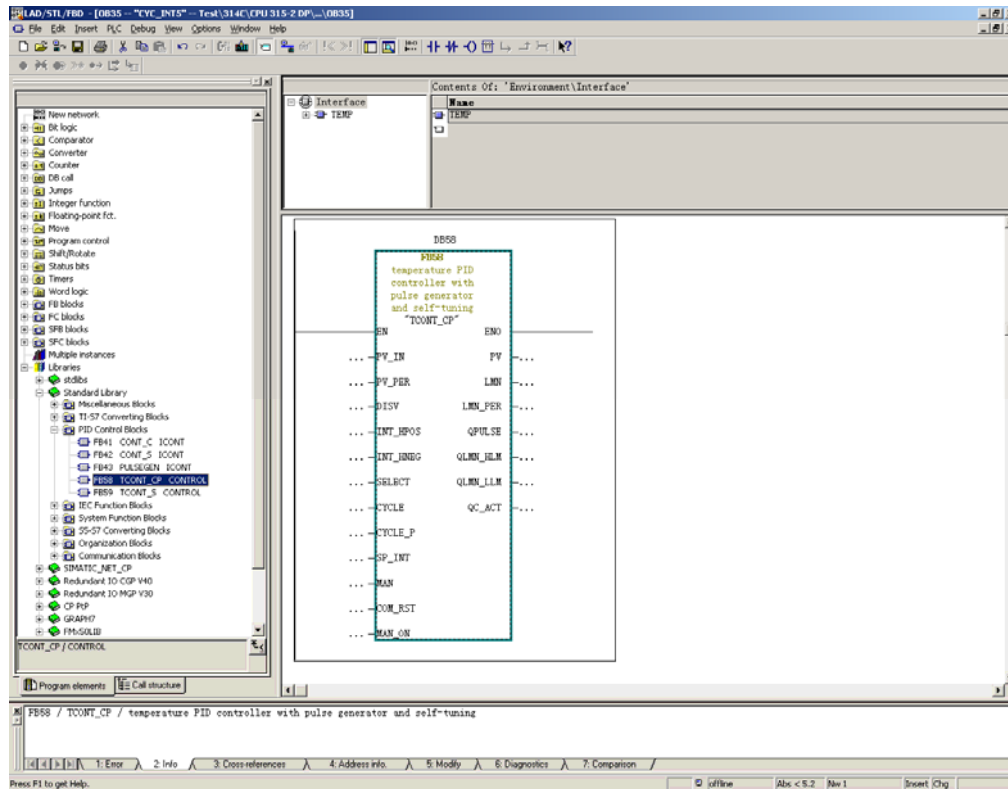 LAD/STL/FBD - [OB35 -- "CYC_INT5" -- Test\314C\CPU 315-2 DP\...\OB35]
File Edit Insert PLC Debug View Options Window Help
Contents Of: 'Environment\Interface'
Interface
TEMP
Name
TEMP
New network
Bit logic
Comparator
Converter
Counter
DB call
Jumps
Integer function
Floating-point fct.
Move
Program control
Shift/Rotate
Status bits
Timers
Word logic
FB blocks
FC blocks
SFB blocks
SFC blocks
Multiple instances
Libraries
stdlibs
Standard Library
Miscellaneous Blocks
TI-S7 Converting Blocks
PID Control Blocks
FB41 CONT_C ICONT
FB42 CONT_S ICONT
FB43 PULSEGEN ICONT
FB58 TCONT_CP CONTROL
FB59 TCONT_S CONTROL
IEC Function Blocks
System Function Blocks
S5-S7 Converting Blocks
Organization Blocks
Communication Blocks
SIMATIC_NET_CP
Redundant IO CGP V40
Redundant IO MGP V30
CP PtP
GRAPH7
FMxSOLIB
TCONT_CP / CONTROL
Program elements Call structure
DB58
FB58
temperature PID
controller with
pulse generator
and self-tuning
"TCONT_CP"
EN ENO
... PV_IN PV ...
... PV_PER LMN ...
... DISV LMN_PER ...
... INT_HPOS QPULSE ...
... INT_HNEG QLMN_HLM ...
... SELECT QLMN_LLM ...
... CYCLE QC_ACT ...
... CYCLE_P
... SP_INT
... MAN
... COM_RST
... MAN_ON
FB58 / TCONT_CP / temperature PID controller with pulse generator and self-tuning
1: Error 2: Info 3: Cross-references 4: Address info. 5: Modify 6: Diagnostics 7: Comparison
Press F1 to get Help. offline Abs < 5.2 Nw 1 Insert Chg